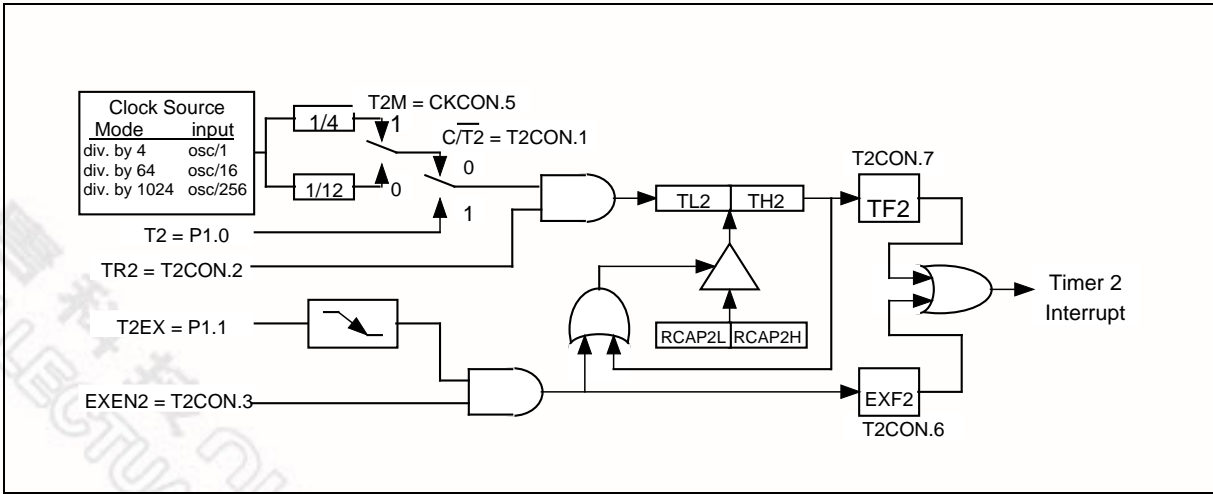 Clock Source
Mode input
div. by 4 osc/1
div. by 64 osc/16
div. by 1024 osc/256
1/4
1/12
T2M = CKCON.5
1
0
C/T2 = T2CON.1
0
1
T2 = P1.0
TR2 = T2CON.2
T2EX = P1.1
EXEN2 = T2CON.3
TL2 TH2
RCAP2L RCAP2H
T2CON.7
TF2
EXF2
T2CON.6
Timer 2
Interrupt